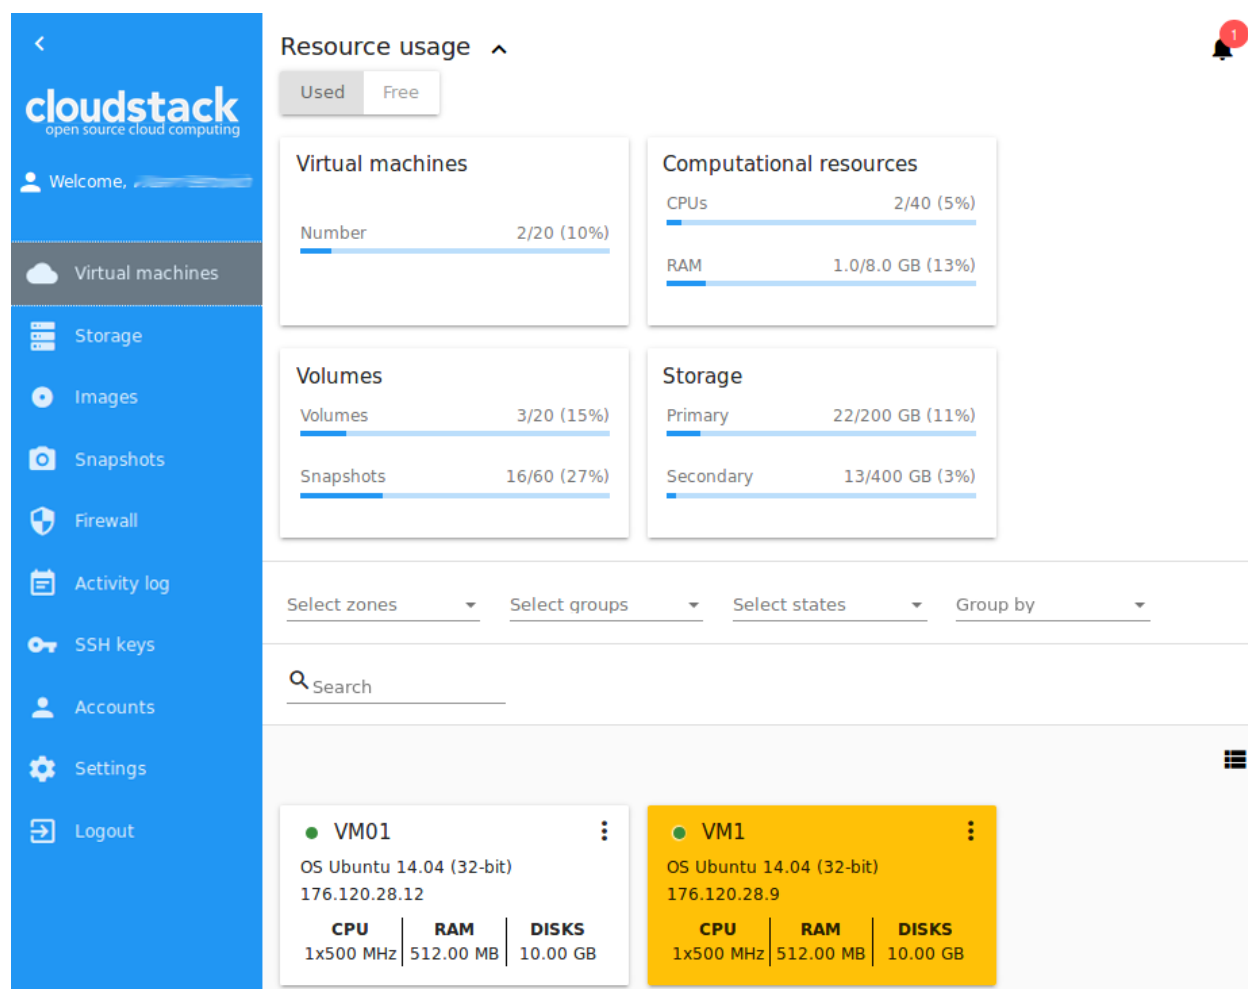 cloudstack
open source cloud computing
Welcome,
Virtual machines
Storage
Images
Snapshots
Firewall
Activity log
SSH keys
Accounts
Settings
Logout
Resource usage
1
Used Free
Virtual machines
Number 2/20 (10%)
Computational resources
CPUs 2/40 (5%)
RAM 1.0/8.0 GB (13%)
Volumes
Volumes 3/20 (15%)
Snapshots 16/60 (27%)
Storage
Primary 22/200 GB (11%)
Secondary 13/400 GB (3%)
Select zones Select groups Select states Group by
Search
VM01
OS Ubuntu 14.04 (32-bit)
176.120.28.12
CPU RAM DISKS
1x500 MHz 512.00 MB 10.00 GB
VM1
OS Ubuntu 14.04 (32-bit)
176.120.28.9
CPU RAM DISKS
1x500 MHz 512.00 MB 10.00 GB